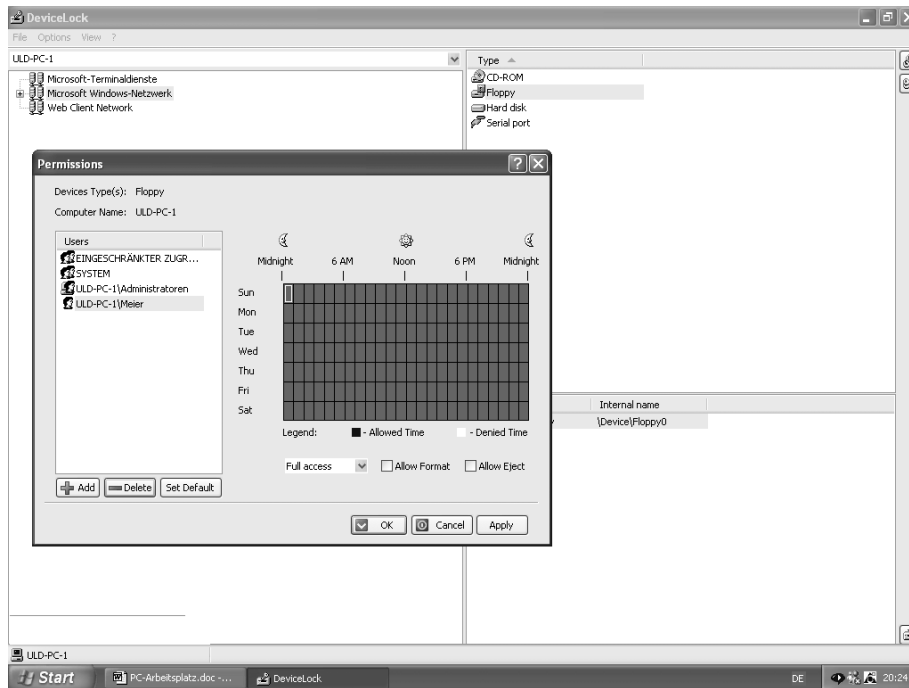 DeviceLock
File Options View ?
ULD-PC-1
Microsoft-Terminaldienste
Microsoft Windows-Netzwerk
Web Client Network
Type
CD-ROM
Floppy
Hard disk
Serial port
Permissions
Devices Type(s): Floppy
Computer Name: ULD-PC-1
Users
EINGESCHRÄNKTER ZUGR...
SYSTEM
ULD-PC-1\Administratoren
ULD-PC-1\Meier
Midnight 6 AM Noon 6 PM Midnight
Sun
Mon
Tue
Wed
Thu
Fri
Sat
Legend: - Allowed Time - Denied Time
Full access Allow Format Allow Eject
Add Delete Set Default
OK Cancel Apply
Internal name
\Device\Floppy0
ULD-PC-1
Start PC-Arbeitsplatz.doc -... DeviceLock DE 20:24